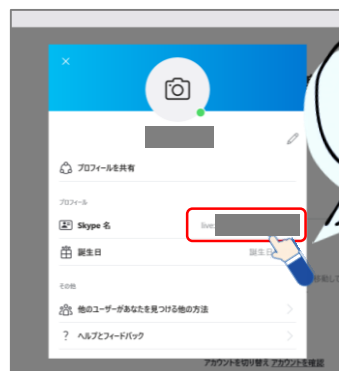 プロフィールを共有
プロフィール
Skype 名
live:
誕生日
誕生日
その他
他のユーザーがあなたを見つける他の方法
ヘルプとフィードバック
アカウントを切り替え アカウントを確認